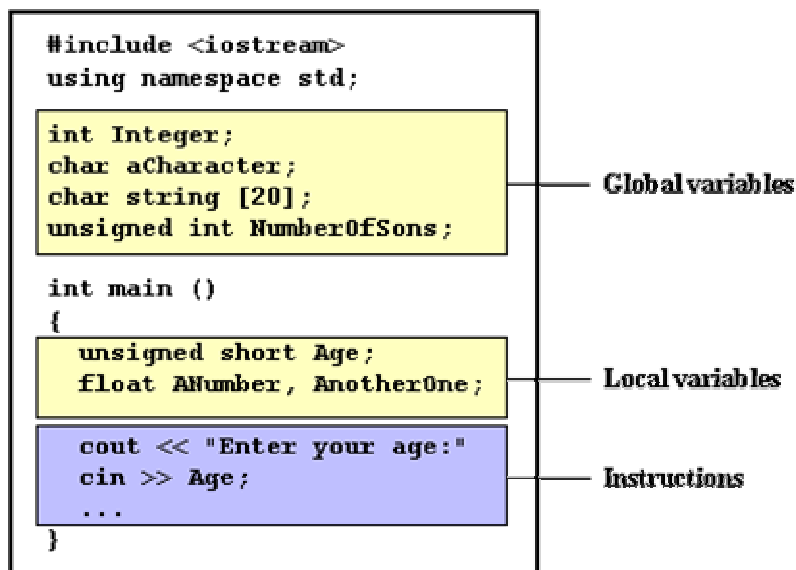 #include <iostream>
using namespace std;
int Integer;
char aCharacter;
char string [20];
unsigned int NumberOfSons;
Global variables
int main ()
{
unsigned short Age;
float ANumber, AnotherOne;
Local variables
cout << "Enter your age:"
cin >> Age;
...
Instructions
}